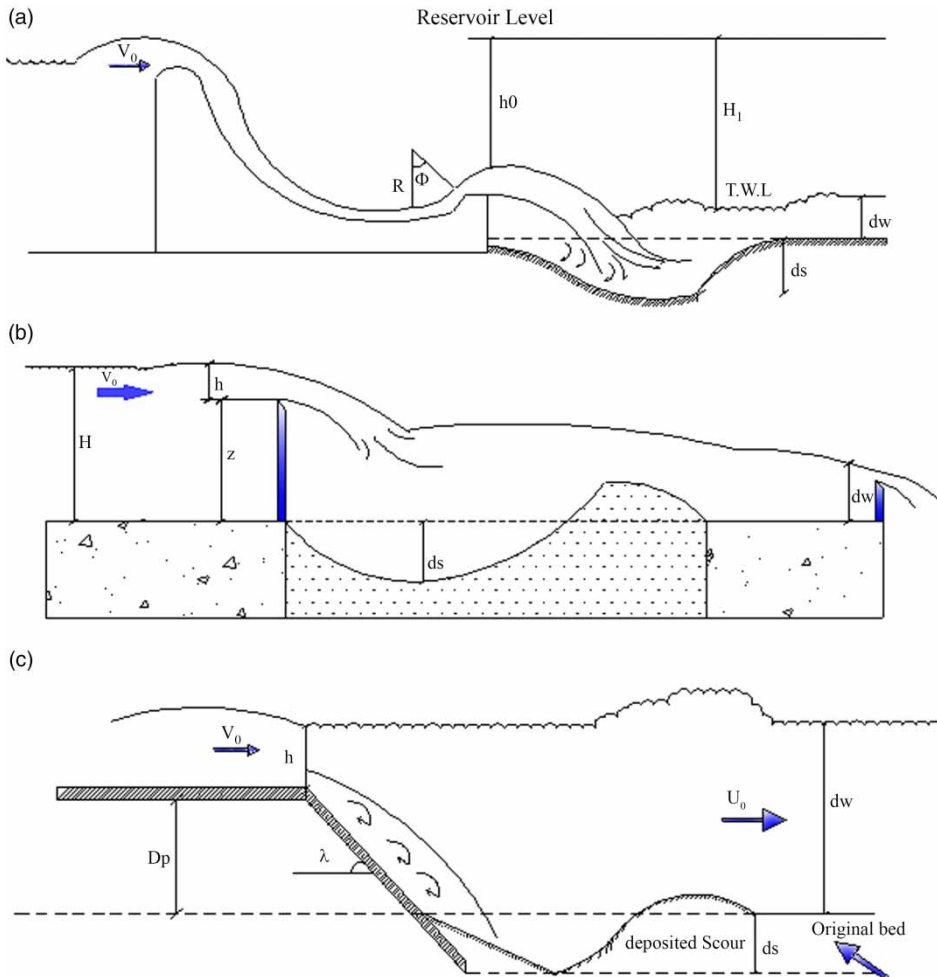 (a)
Reservoir Level
V₀
h0
H₁
R
Φ
T.W.L
dw
ds
(b)
V₀
h
H
z
dw
ds
(c)
V₀
h
dw
U₀
Dp
λ
Original bed
deposited Scour
ds